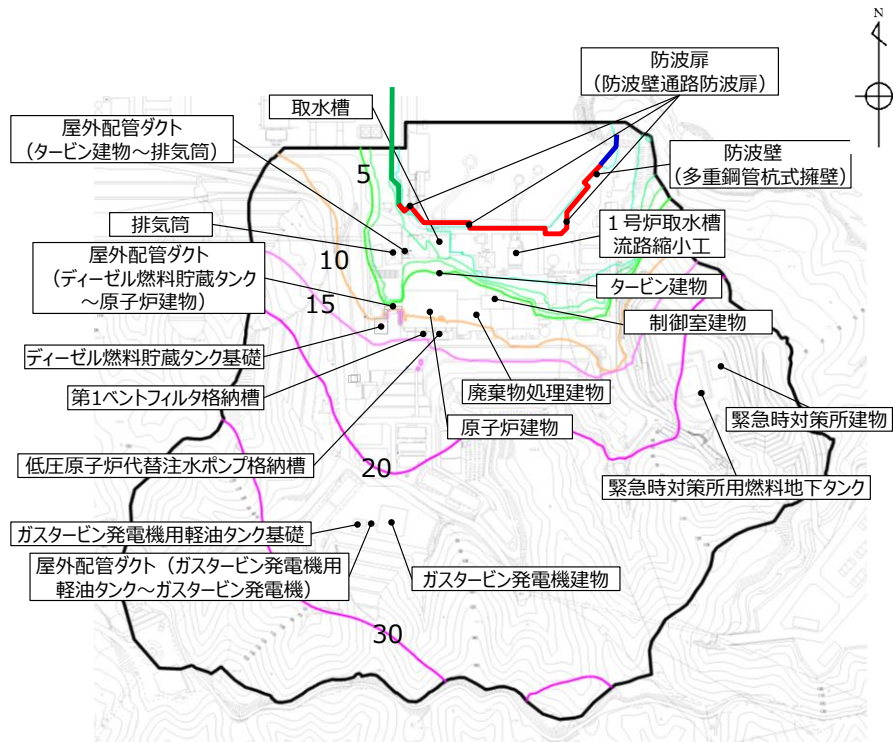 N
防波扉
（防波壁通路防波扉）
取水槽
屋外配管ダクト
（タービン建物～排気筒）
防波壁
（多重鋼管杭式擁壁）
5
排気筒
１号炉取水槽
流路縮小工
屋外配管ダクト
（ディーゼル燃料貯蔵タンク
～原子炉建物）
10
15
タービン建物
制御室建物
ディーゼル燃料貯蔵タンク基礎
第1ベントフィルタ格納槽
廃棄物処理建物
原子炉建物
緊急時対策所建物
低圧原子炉代替注水ポンプ格納槽
20
緊急時対策所用燃料地下タンク
ガスタービン発電機用軽油タンク基礎
屋外配管ダクト（ガスタービン発電機用
軽油タンク～ガスタービン発電機）
ガスタービン発電機建物
30